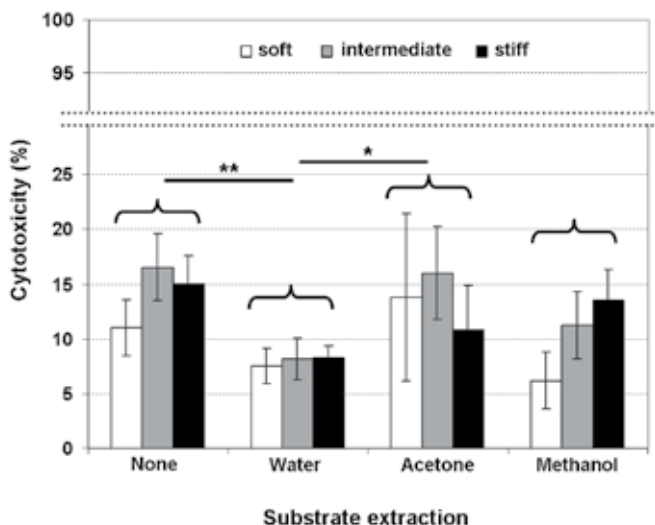 100
95
soft intermediate stiff
Cytotoxicity (%)
25
20
15
10
5
0
** *
None Water Acetone Methanol
Substrate extraction